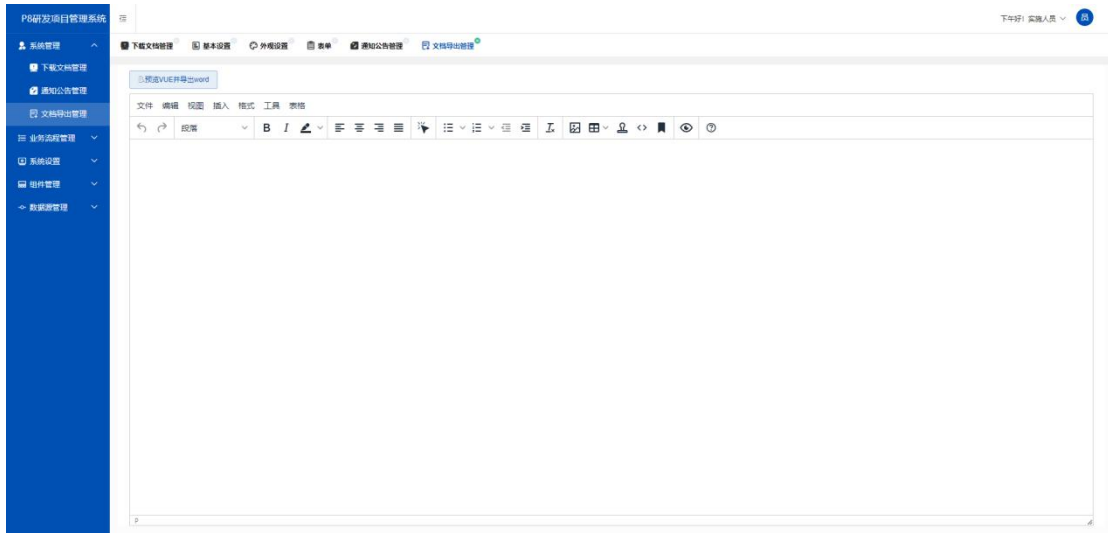 P8研发项目管理系统
下午好! 实施人员
员
系统管理
下载文档管理
通知公告管理
文档导出管理
业务流程管理
系统设置
组件管理
数据源管理
下载文档管理 基本设置 外观设置 表单 通知公告管理 文档导出管理
预览VUE并导出word
文件 编辑 视图 插入 格式 工具 表格
段落 B I
P